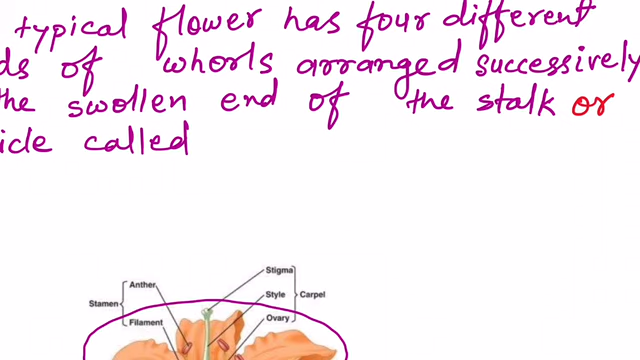 typical flower has four different
ds of whorls arranged successively
the swollen end of the stalk or
icle called
Stigma
Anther
Style
Carpel
Stamen
Filament
Ovary